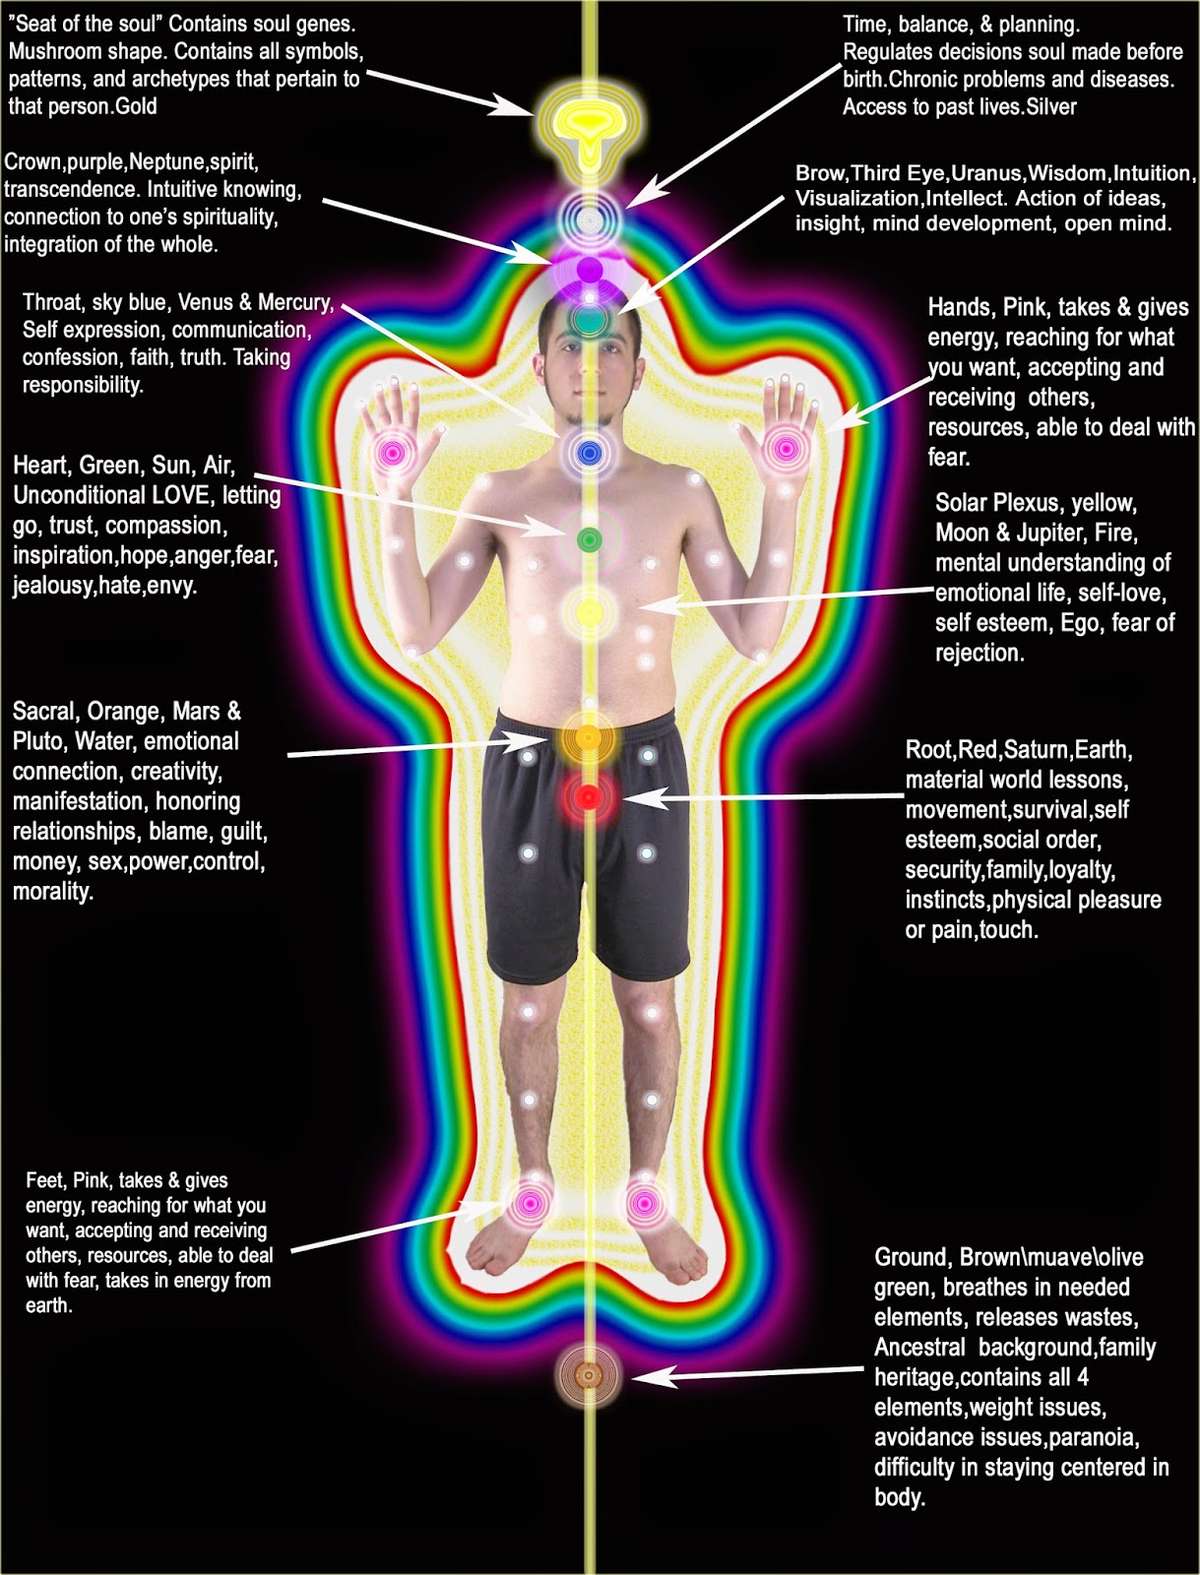 ”Seat of the soul” Contains soul genes.
Mushroom shape. Contains all symbols,
patterns, and archetypes that pertain to
that person.Gold
Time, balance, & planning.
Regulates decisions soul made before
birth.Chronic problems and diseases.
Access to past lives.Silver
Crown,purple,Neptune,spirit,
transcendence. Intuitive knowing,
connection to one’s spirituality,
integration of the whole.
Brow,Third Eye,Uranus,Wisdom,Intuition,
Visualization,Intellect. Action of ideas,
insight, mind development, open mind.
Throat, sky blue, Venus & Mercury,
Self expression, communication,
confession, faith, truth. Taking
responsibility.
Hands, Pink, takes & gives
energy, reaching for what
you want, accepting and
receiving others,
resources, able to deal with
fear.
Heart, Green, Sun, Air,
Unconditional LOVE, letting
go, trust, compassion,
inspiration,hope,anger,fear,
jealousy,hate,envy.
Solar Plexus, yellow,
Moon & Jupiter, Fire,
mental understanding of
emotional life, self-love,
self esteem, Ego, fear of
rejection.
Sacral, Orange, Mars &
Pluto, Water, emotional
connection, creativity,
manifestation, honoring
relationships, blame, guilt,
money, sex,power,control,
morality.
Root,Red,Saturn,Earth,
material world lessons,
movement,survival,self
esteem,social order,
security,family,loyalty,
instincts,physical pleasure
or pain,touch.
Feet, Pink, takes & gives
energy, reaching for what you
want, accepting and receiving
others, resources, able to deal
with fear, takes in energy from
earth.
Ground, Brown\muave\olive
green, breathes in needed
elements, releases wastes,
Ancestral background,family
heritage,contains all 4
elements,weight issues,
avoidance issues,paranoia,
difficulty in staying centered in
body.